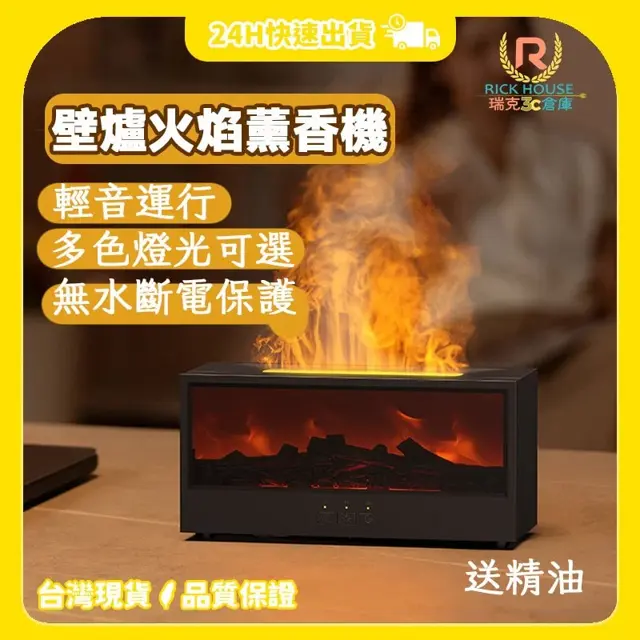 24H快速出貨
R
RICK HOUSE
瑞克3c倉庫
壁爐火焰薰香機
輕音運行
多色燈光可選
無水斷電保護
送精油
台灣現貨/品質保證